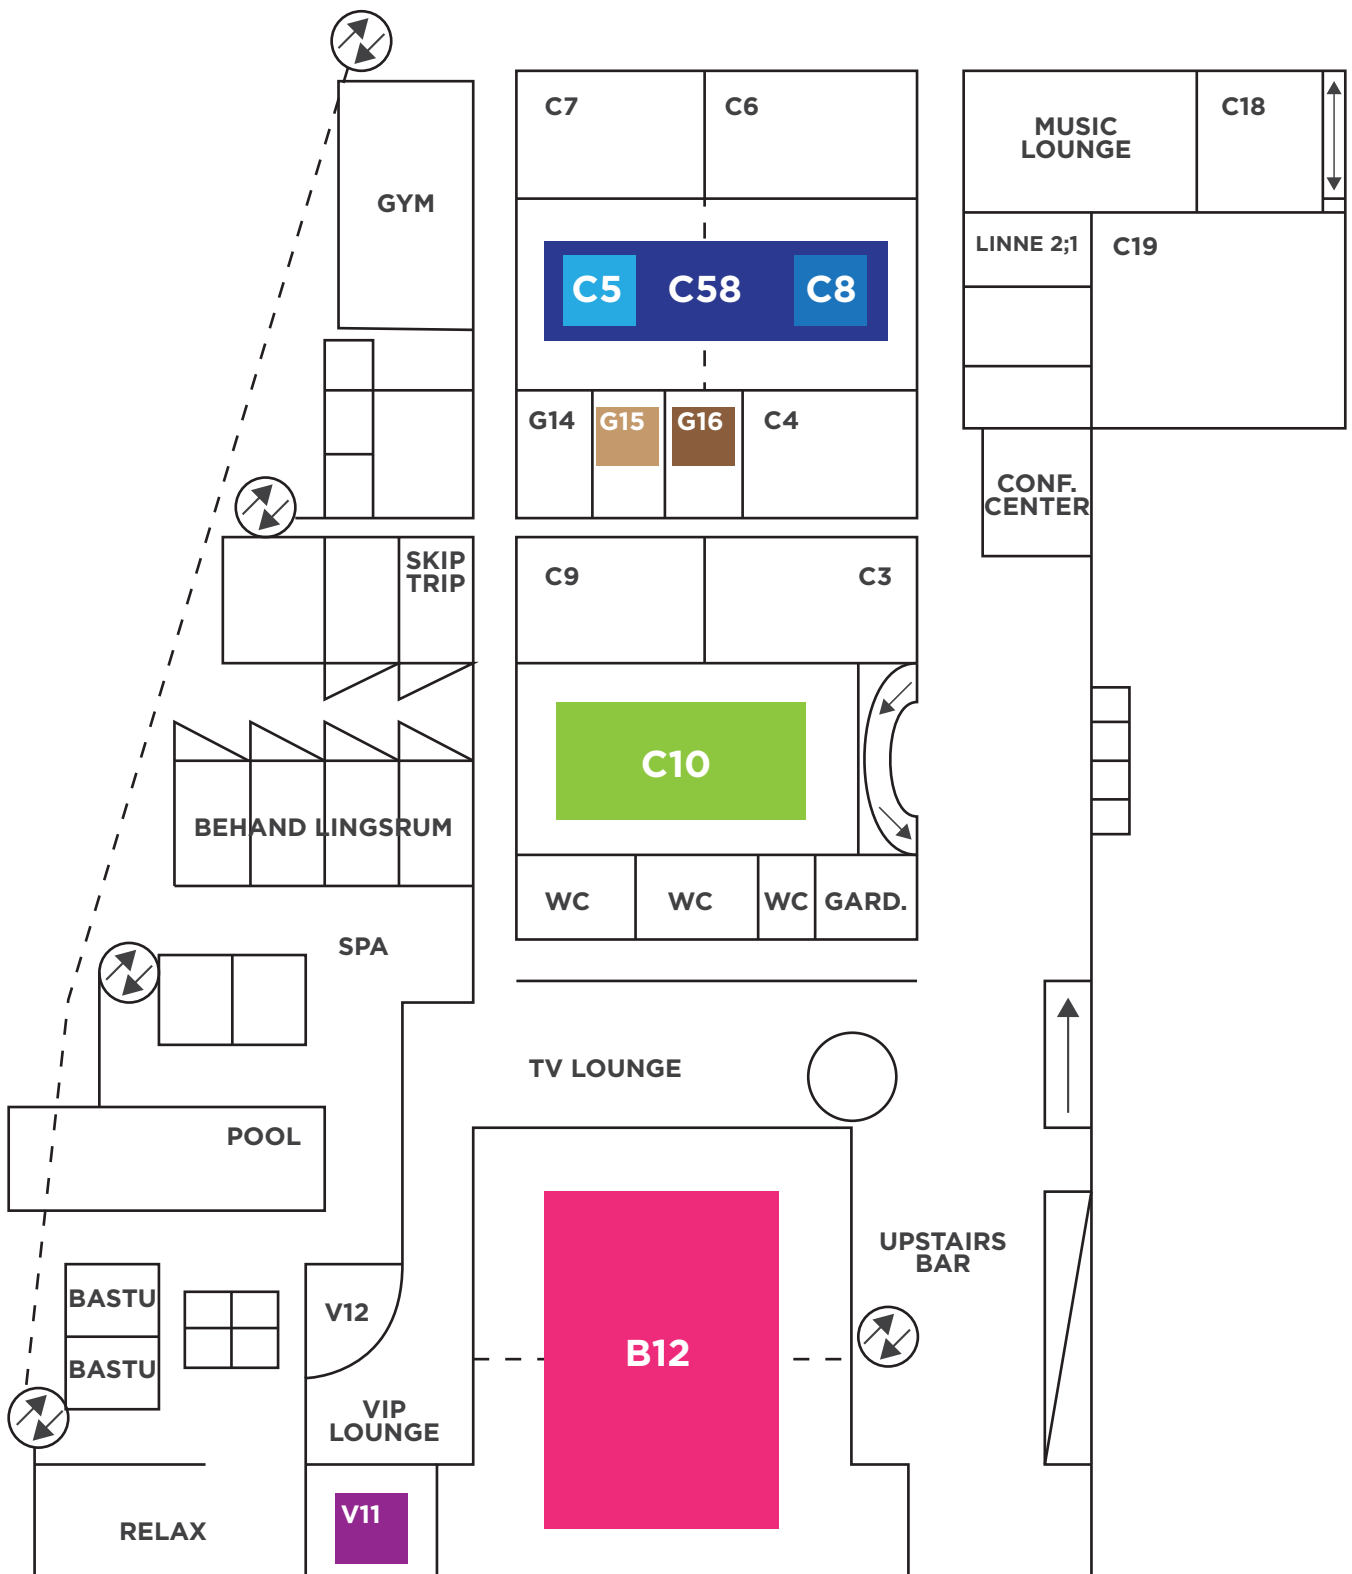 C7
C6
MUSIC
LOUNGE
C18
GYM
LINNE 2;1
C19
C5
C58
C8
G14
G15
G16
C4
CONF.
CENTER
SKIP
TRIP
C9
C3
C10
BEHAND LINGSRUM
WC
WC
WC
GARD.
SPA
TV LOUNGE
POOL
UPSTAIRS
BAR
BASTU
V12
BASTU
B12
VIP
LOUNGE
V11
RELAX